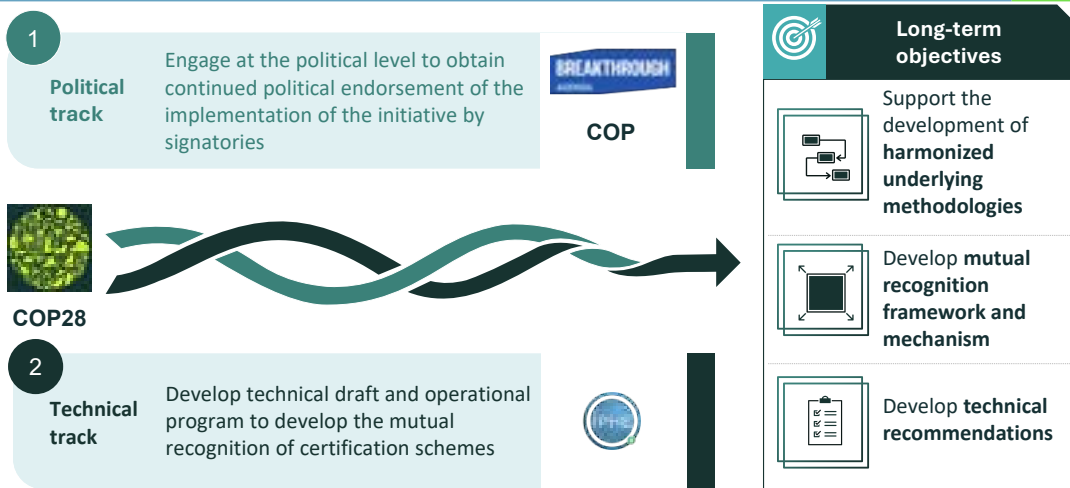 1
Political
track
Engage at the political level to obtain
continued political endorsement of the
implementation of the initiative by
signatories
BREAKTHROUGH
AGENDA
COP
COP28
2
Technical
track
Develop technical draft and operational
program to develop the mutual
recognition of certification schemes
IPHE
Long-term
objectives
Support the
development of
harmonized
underlying
methodologies
Develop mutual
recognition
framework and
mechanism
Develop technical
recommendations